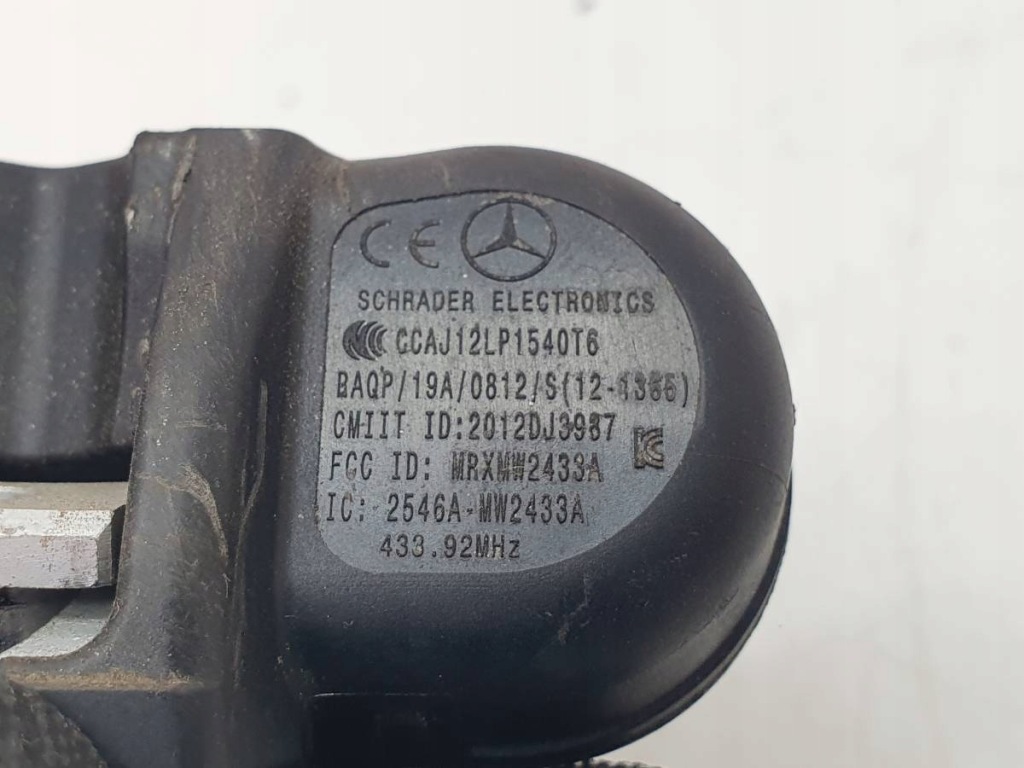 CE
SCHRADER ELECTRONICS
CCAJ12LP1540T6
BAQP/19A/0812/S(12-1365)
CMIIT ID:2012DJ3987
FCC ID: MRXMW2433A
IC: 2546A-MW2433A
433.92MHz